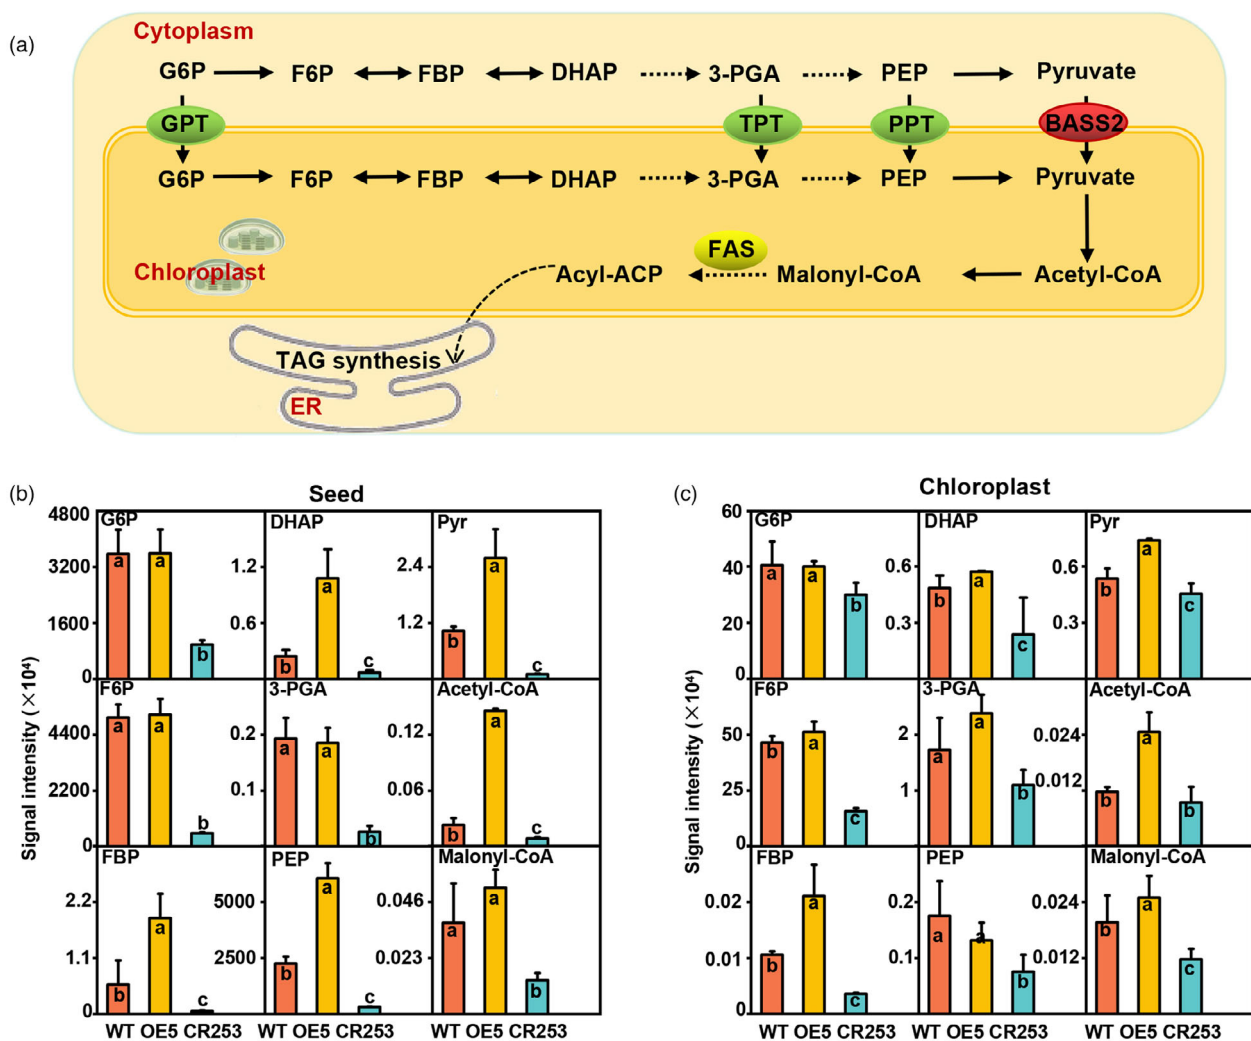 (a)
Cytoplasm
G6P F6P FBP DHAP 3-PGA PEP Pyruvate
GPT TPT PPT BASS2
G6P F6P FBP DHAP 3-PGA PEP Pyruvate
FAS
Chloroplast Acyl-ACP Malonyl-CoA Acetyl-CoA
TAG synthesis
ER
(b)
Seed
Signal intensity (×10⁴)
G6P
4800
3200
1600
0
a a b
DHAP
1.2
0.6
b a c
Pyr
2.4
1.2
b a c
F6P
4400
2200
0
a a b
3-PGA
0.2
0.1
a a b
Acetyl-CoA
0.12
0.06
b a c
FBP
2.2
1.1
0
b a c
PEP
5000
2500
b a c
Malonyl-CoA
0.046
0.023
a a b
WT OE5 CR253 WT OE5 CR253 WT OE5 CR253
(c)
Chloroplast
Signal intensity (×10⁴)
G6P
60
40
20
0
a a b
DHAP
0.6
0.3
b a c
Pyr
0.6
0.3
b a c
F6P
50
25
0
b a c
3-PGA
2
1
a a b
Acetyl-CoA
0.024
0.012
b a b
FBP
0.02
0.01
0
b a c
PEP
0.2
0.1
a a b
Malonyl-CoA
0.024
0.012
b a c
WT OE5 CR253 WT OE5 CR253 WT OE5 CR253